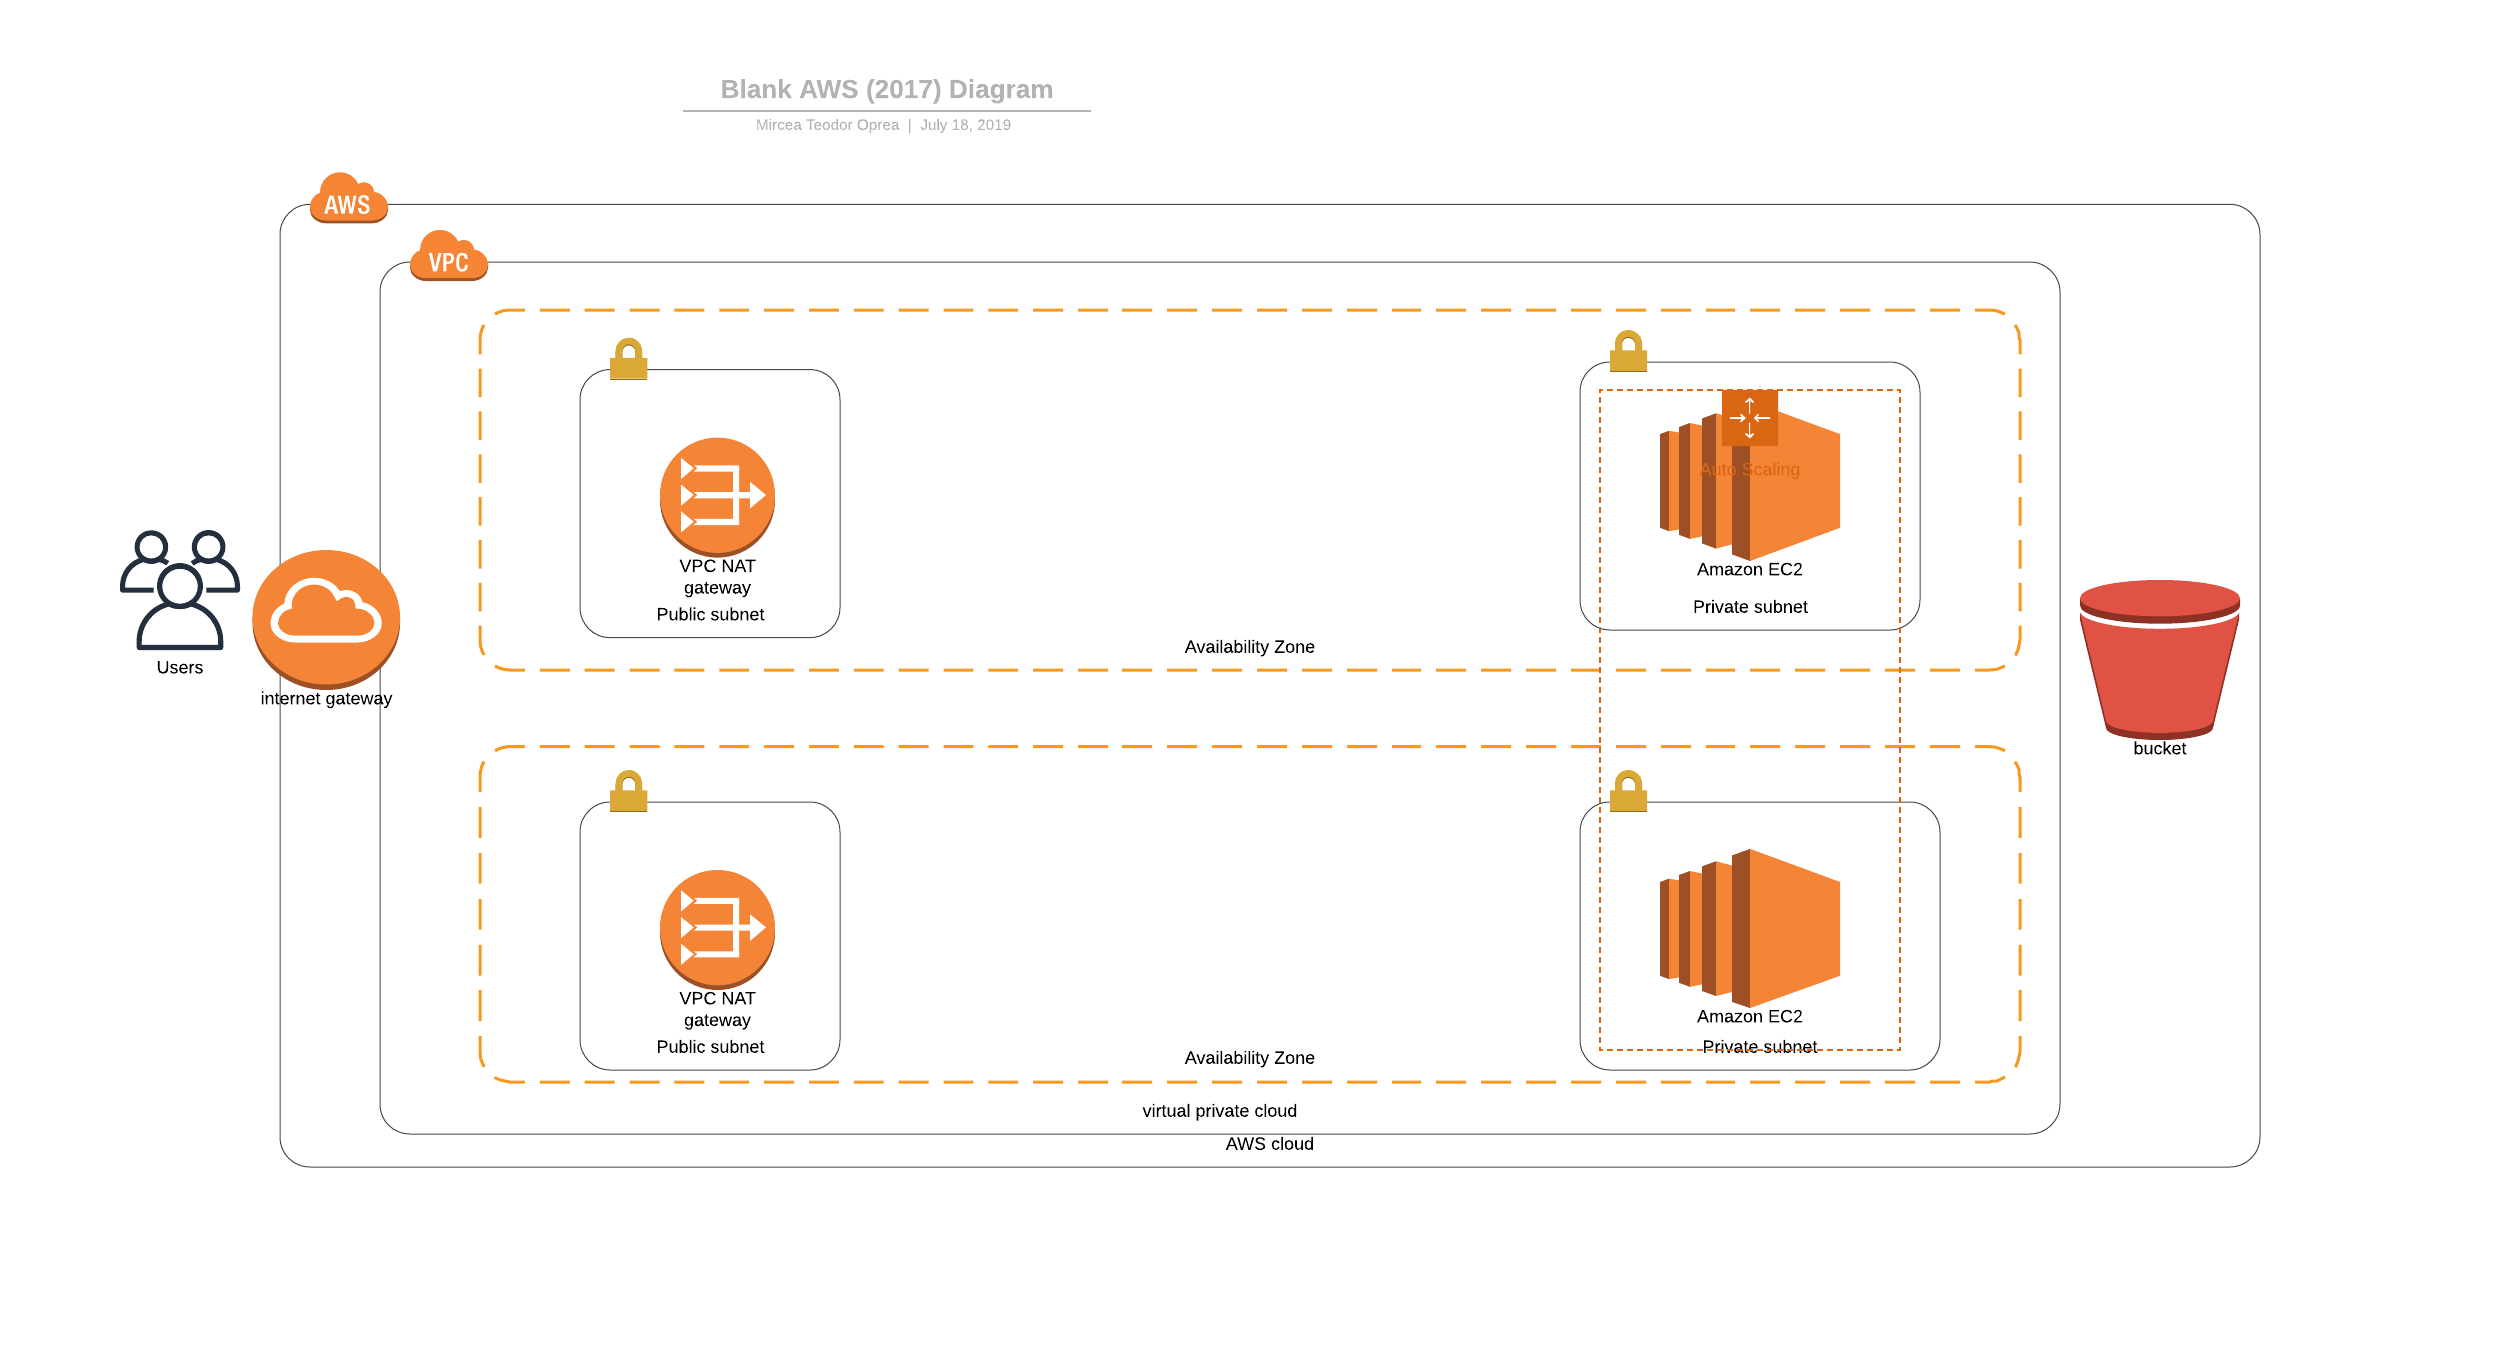 Blank AWS (2017) Diagram
Mircea Teodor Oprea | July 18, 2019
AWS
VPC
Auto Scaling
VPC NAT
gateway
Public subnet
Amazon EC2
Private subnet
Availability Zone
Users
internet gateway
bucket
VPC NAT
gateway
Public subnet
Amazon EC2
Private subnet
Availability Zone
virtual private cloud
AWS cloud